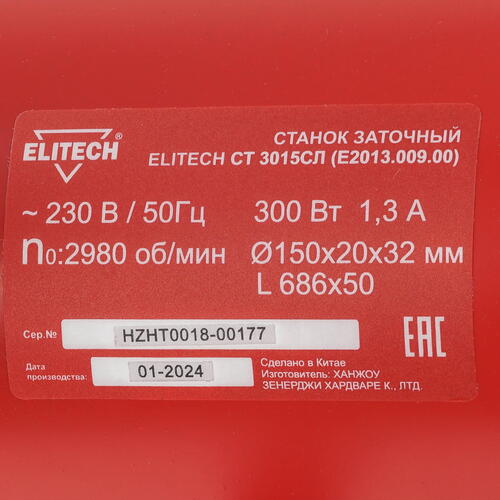 ELITECH®
СТАНОК ЗАТОЧНЫЙ
ELITECH СТ 3015СЛ (E2013.009.00)
~ 230 В / 50Гц 300 Вт 1,3 А
n0:2980 об/мин Ø150x20x32 мм
L 686x50
Сер.№ HZHT0018-00177
EAC
Дата производства: 01-2024
Сделано в Китае
Изготовитель: ХАНЖОУ
ЗЕНЕРДЖИ ХАРДВАРЕ К., ЛТД.